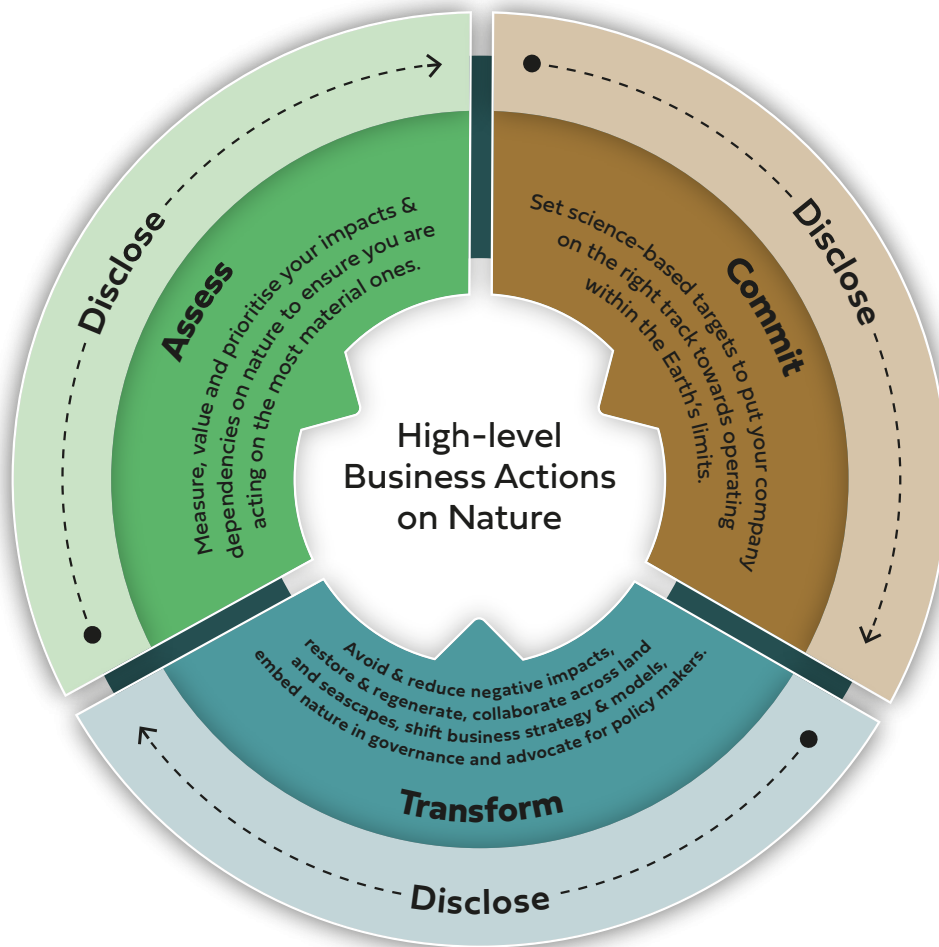 High-level
Business Actions
on Nature
Disclose
Assess
Measure, value and prioritise your impacts &
dependencies on nature to ensure you are
acting on the most material ones.
Disclose
Commit
Set science-based targets to put your company
on the right track towards operating
within the Earth's limits.
Avoid & reduce negative impacts,
restore & regenerate, collaborate across land
and seascapes, shift business strategy & models,
embed nature in governance and advocate for policy makers.
Transform
Disclose